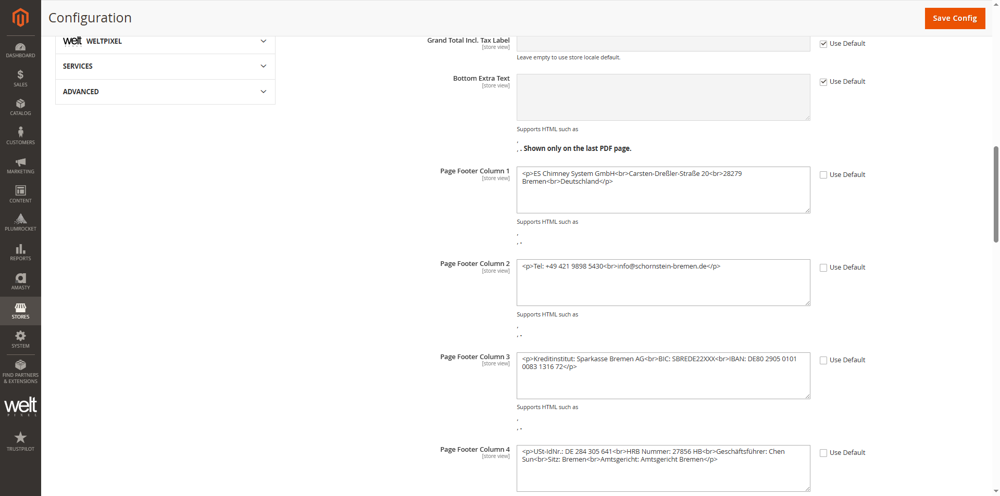 Configuration
Save Config
DASHBOARD
SALES
CATALOG
CUSTOMERS
MARKETING
CONTENT
PLUMROCKET
REPORTS
AMASTY
STORES
SYSTEM
FIND PARTNERS
& EXTENSIONS
welt
PIXEL
TRUSTPILOT
welt
PIXEL
WELTPIXEL
SERVICES
ADVANCED
Grand Total Incl. Tax Label
[store view]
Use Default
Leave empty to use store locale default.
Bottom Extra Text
[store view]
Use Default
Supports HTML such as
,
, . Shown only on the last PDF page.
Page Footer Column 1
[store view]
<p>ES Chimney System GmbH<br>Carsten-Dreßler-Straße 20<br>28279
Bremen<br>Deutschland</p>
Use Default
Supports HTML such as
,
, .
Page Footer Column 2
[store view]
<p>Tel: +49 421 9898 5430<br>info@schornstein-bremen.de</p>
Use Default
Supports HTML such as
,
, .
Page Footer Column 3
[store view]
<p>Kreditinstitut: Sparkasse Bremen AG<br>BIC: SBREDE22XXX<br>IBAN: DE80 2905 0101
0083 1316 72</p>
Use Default
Supports HTML such as
,
, .
Page Footer Column 4
[store view]
<p>USt-IdNr.: DE 284 305 641<br>HRB Nummer: 27856 HB<br>Geschäftsführer: Chen
Sun<br>Sitz: Bremen<br>Amtsgericht: Amtsgericht Bremen</p>
Use Default